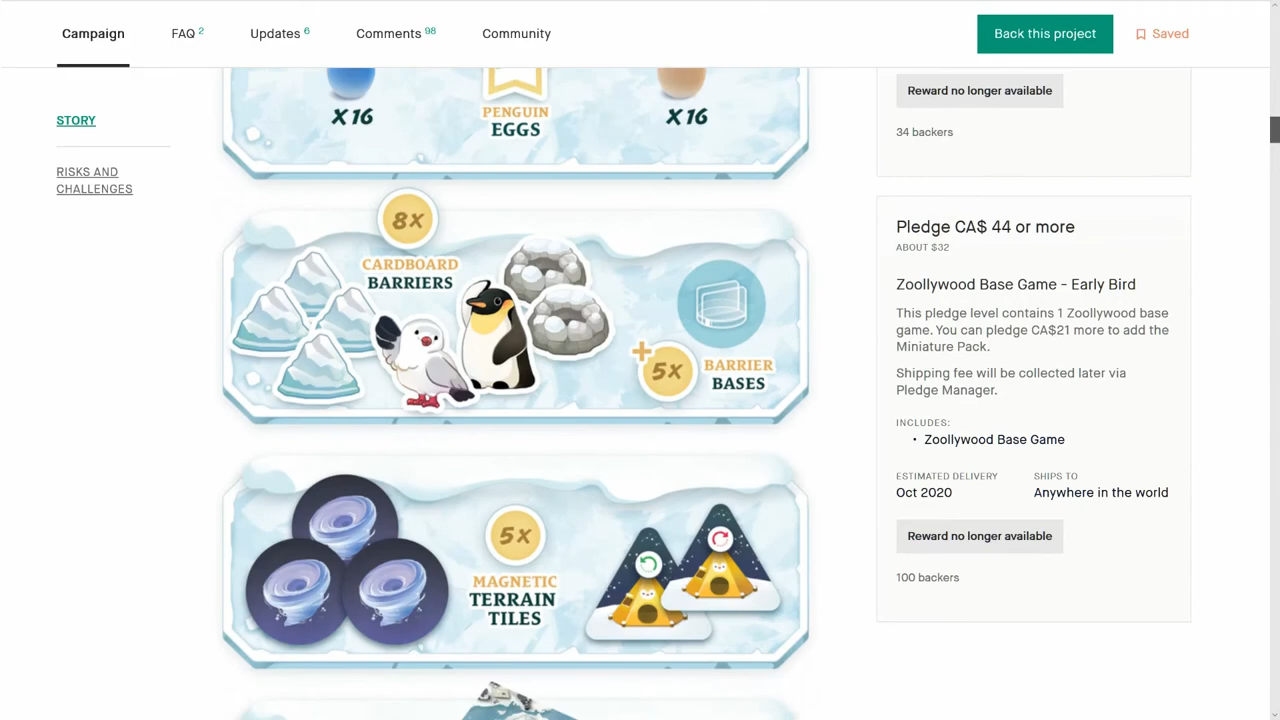 Campaign
FAQ 2
Updates 6
Comments 98
Community
Back this project
Saved
STORY
RISKS AND
CHALLENGES
X16
PENGUIN
EGGS
X16
8X
CARDBOARD
BARRIERS
+5X
BARRIER
BASES
5X
MAGNETIC
TERRAIN
TILES
Reward no longer available
34 backers
Pledge CA$ 44 or more
ABOUT $32
Zoollywood Base Game - Early Bird
This pledge level contains 1 Zoollywood base
game. You can pledge CA$21 more to add the
Miniature Pack.
Shipping fee will be collected later via
Pledge Manager.
INCLUDES:
• Zoollywood Base Game
ESTIMATED DELIVERY
Oct 2020
SHIPS TO
Anywhere in the world
Reward no longer available
100 backers